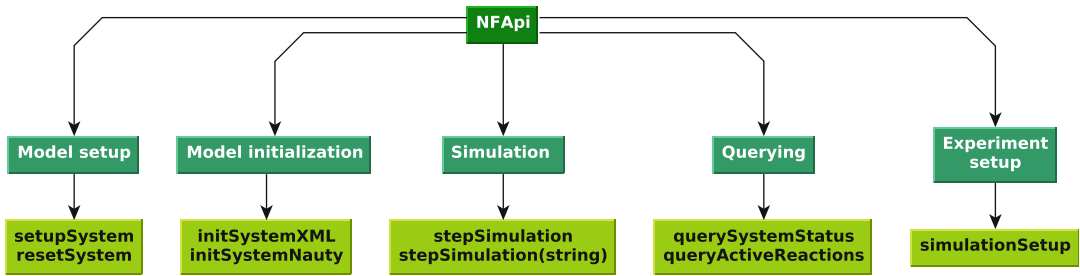 NFApi
Model setup
Model initialization
Simulation
Querying
Experiment
setup
setupSystem
resetSystem
initSystemXML
initSystemNauty
stepSimulation
stepSimulation(string)
querySystemStatus
queryActiveReactions
simulationSetup